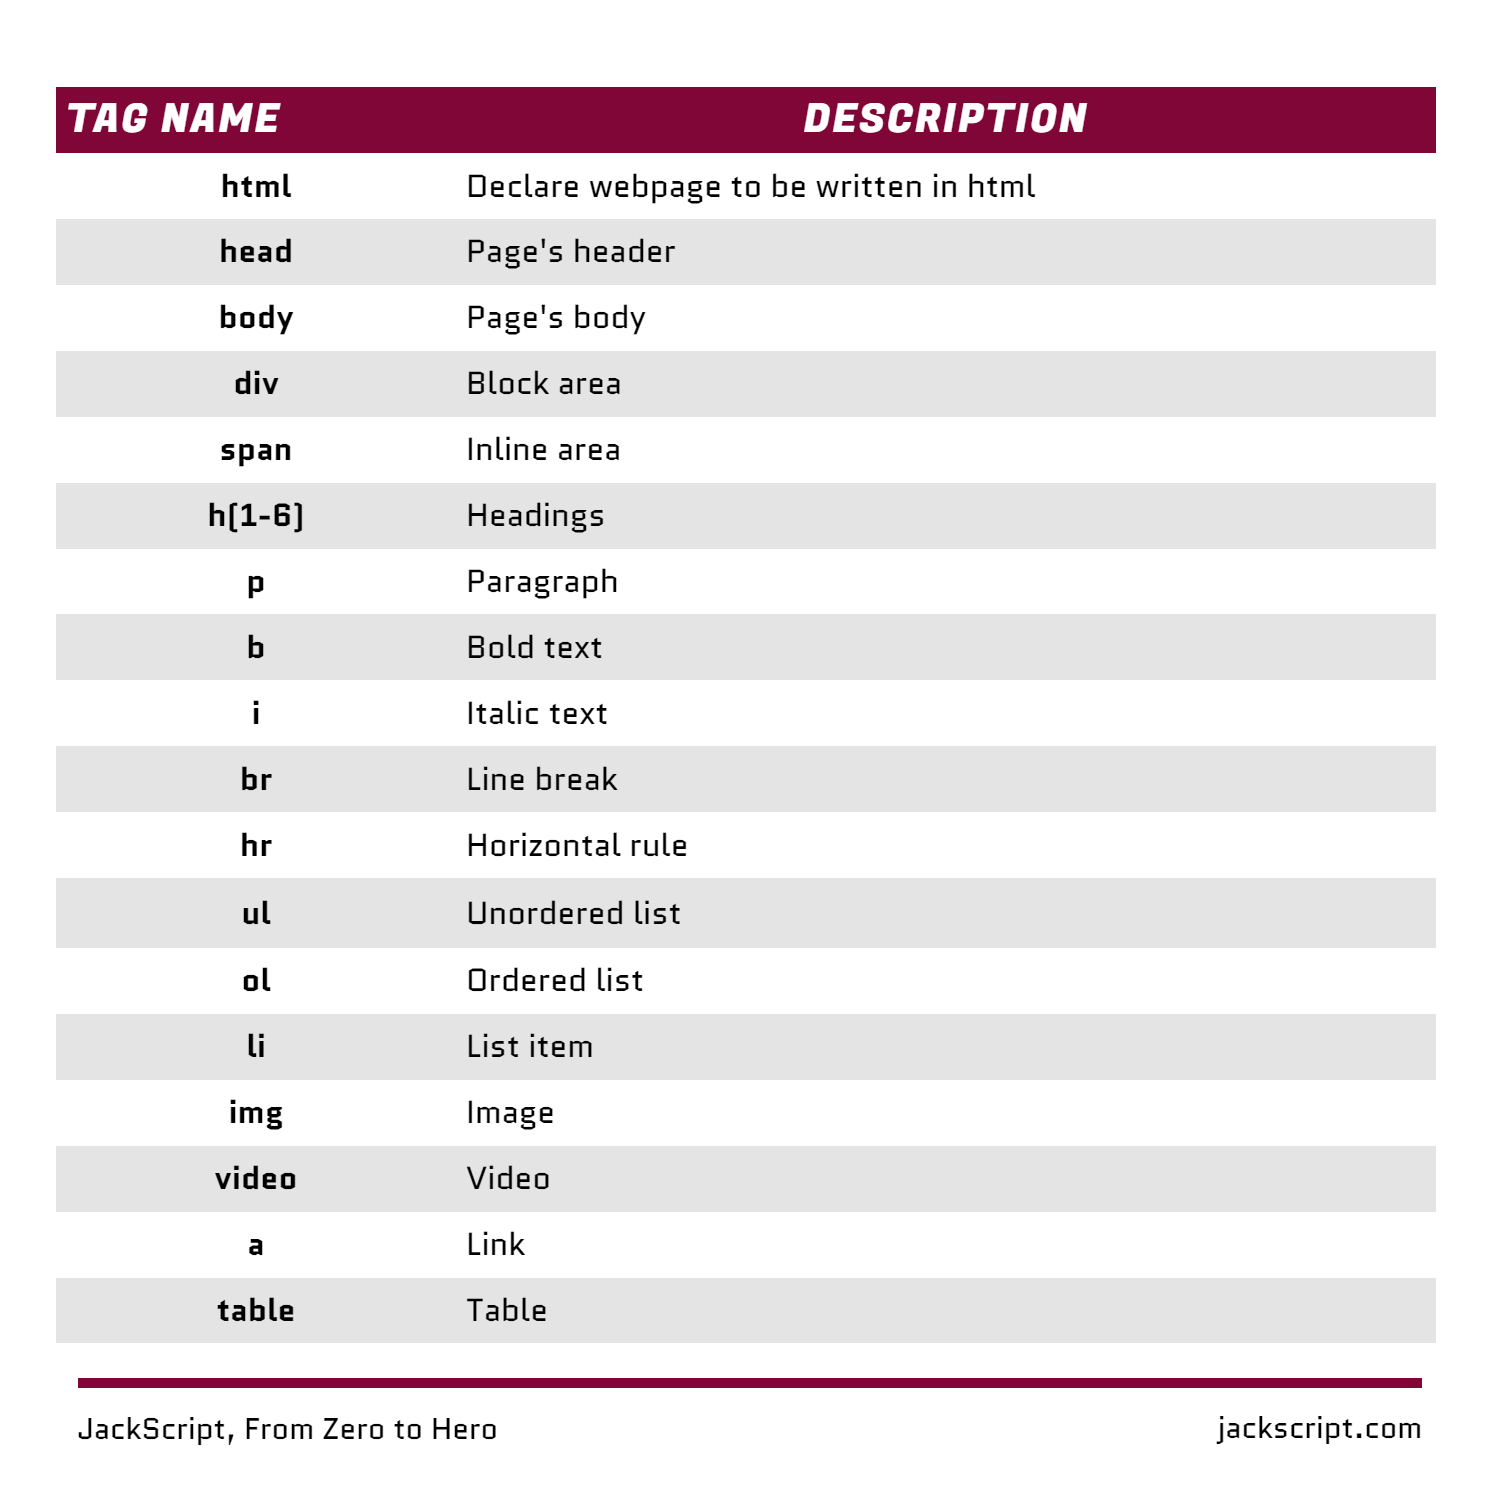 TAG NAME DESCRIPTION
html Declare webpage to be written in html
head Page's header
body Page's body
div Block area
span Inline area
h(1-6) Headings
p Paragraph
b Bold text
i Italic text
br Line break
hr Horizontal rule
ul Unordered list
ol Ordered list
li List item
img Image
video Video
a Link
table Table
JackScript, From Zero to Hero jackscript.com